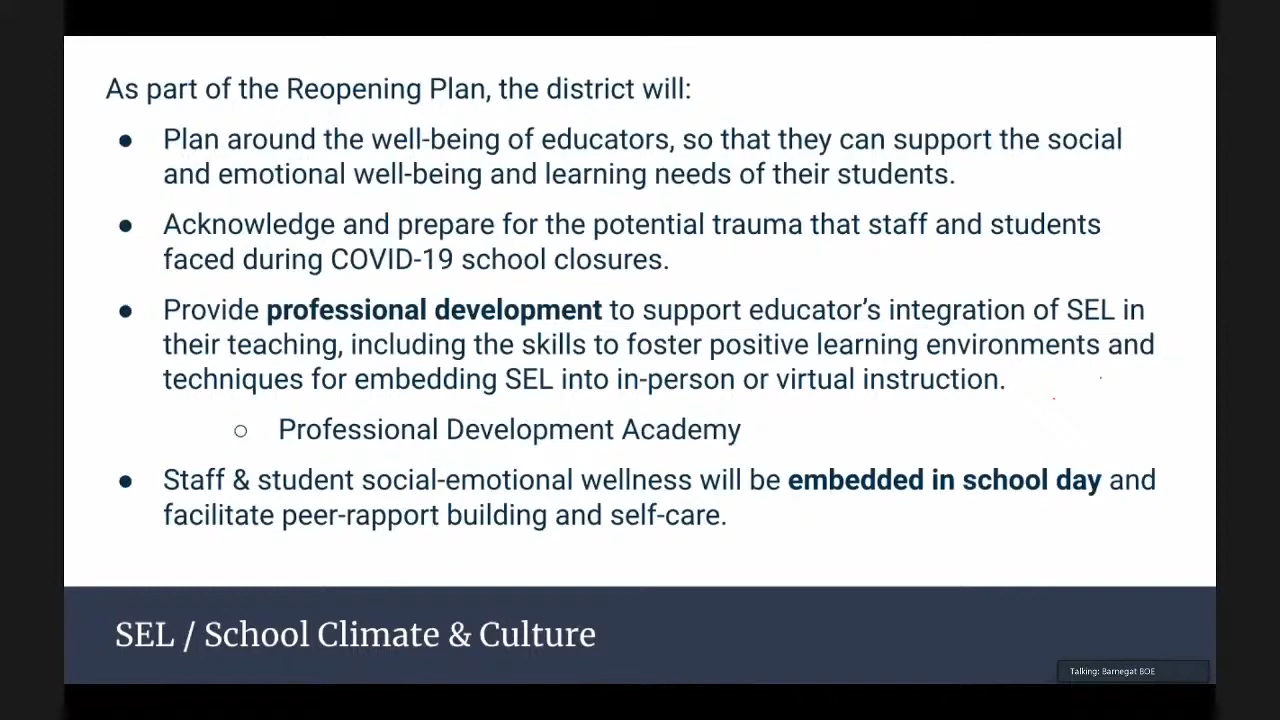 As part of the Reopening Plan, the district will:
● Plan around the well-being of educators, so that they can support the social
and emotional well-being and learning needs of their students.
● Acknowledge and prepare for the potential trauma that staff and students
faced during COVID-19 school closures.
● Provide professional development to support educator’s integration of SEL in
their teaching, including the skills to foster positive learning environments and
techniques for embedding SEL into in-person or virtual instruction.
○ Professional Development Academy
● Staff & student social-emotional wellness will be embedded in school day and
facilitate peer-rapport building and self-care.
SEL / School Climate & Culture
Talking: Barnegat BOE